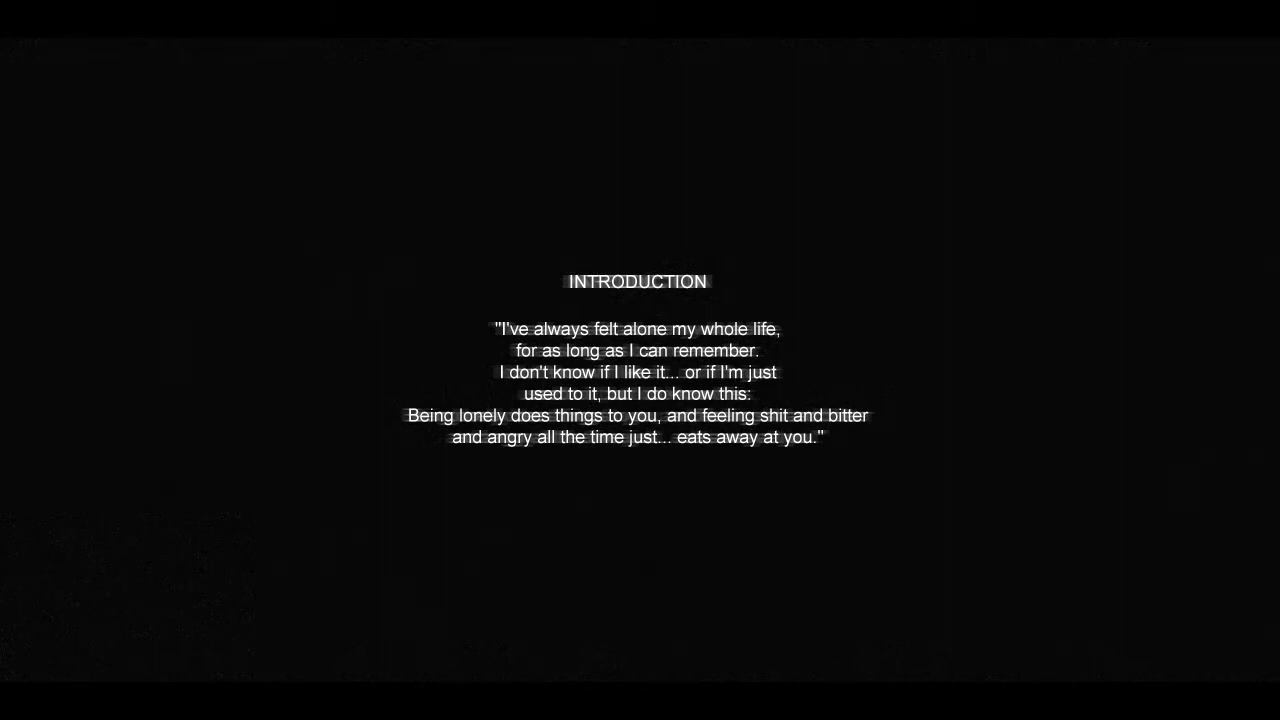 INTRODUCTION
"I've always felt alone my whole life,
for as long as I can remember.
I don't know if I like it... or if I'm just
used to it, but I do know this:
Being lonely does things to you, and feeling shit and bitter
and angry all the time just... eats away at you."